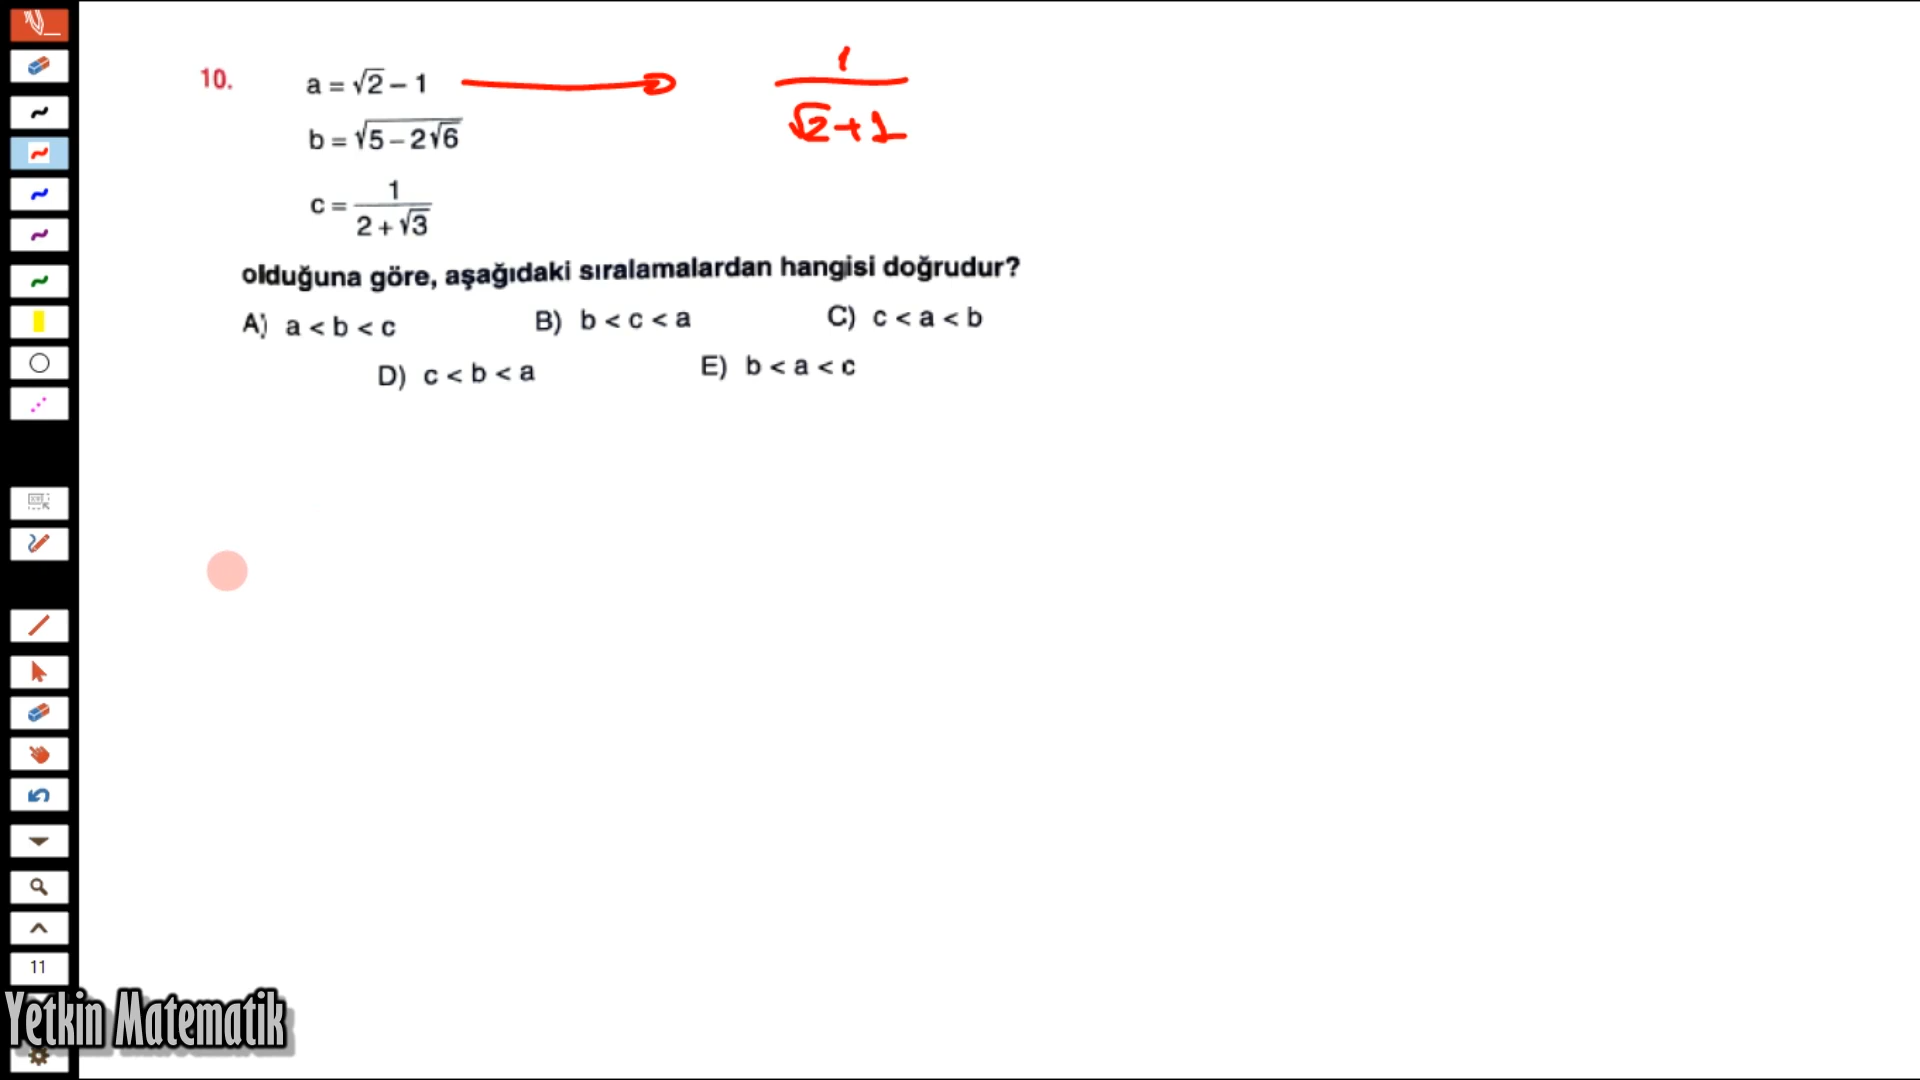 10. a = √2 − 1
1
√2+1
b = √(5 − 2√6)
c = 1/(2 + √3)
olduğuna göre, aşağıdaki sıralamalardan hangisi doğrudur?
A) a < b < c B) b < c < a C) c < a < b
D) c < b < a E) b < a < c
11
Yetkin Matematik